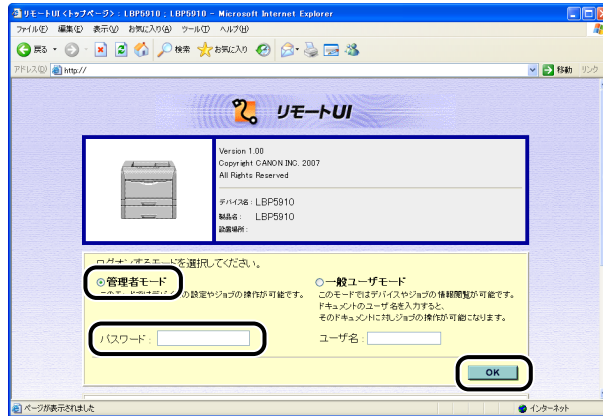 リモートUI <トップページ> : LBP5910 ; LBP5910 - Microsoft Internet Explorer
ファイル(F) 編集(E) 表示(V) お気に入り(A) ツール(T) ヘルプ(H)
戻る 検索 お気に入り
アドレス(D) http:// 移動 リンク
リモートUI
Version 1.00
Copyright CANON INC. 2007
All Rights Reserved
デバイス名 : LBP5910
製品名 : LBP5910
設置場所 :
ログオンするモードを選択してください。
管理者モード 一般ユーザモード
このモードではデバイスの設定やジョブの操作が可能です。 このモードではデバイスやジョブの情報閲覧が可能です。
ドキュメントのユーザ名を入力すると、
そのドキュメントに対しジョブの操作が可能になります。
パスワード : ユーザ名 :
OK
ページが表示されました インターネット